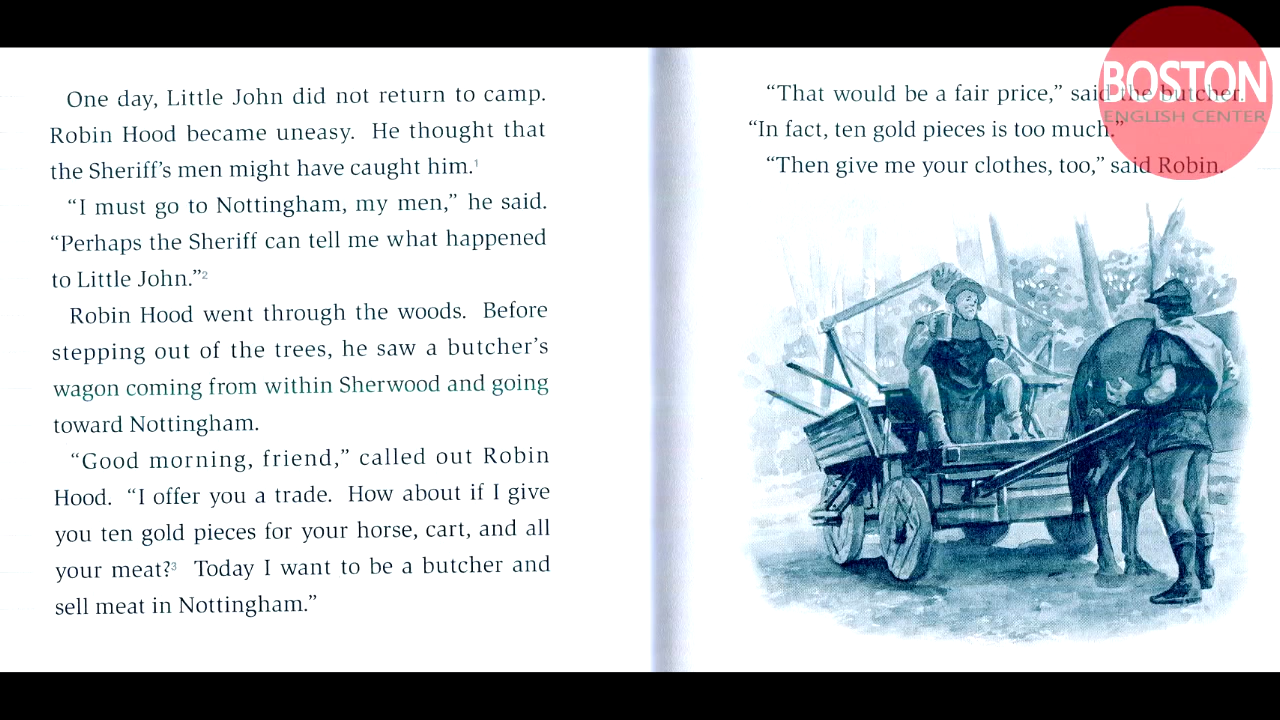 One day, Little John did not return to camp.
Robin Hood became uneasy. He thought that
the Sheriff’s men might have caught him.¹
“I must go to Nottingham, my men,” he said.
“Perhaps the Sheriff can tell me what happened
to Little John.”²
Robin Hood went through the woods. Before
stepping out of the trees, he saw a butcher’s
wagon coming from within Sherwood and going
toward Nottingham.
“Good morning, friend,” called out Robin
Hood. “I offer you a trade. How about if I give
you ten gold pieces for your horse, cart, and all
your meat?³ Today I want to be a butcher and
sell meat in Nottingham.”
“That would be a fair price,” said the butcher.
“In fact, ten gold pieces is too much.”
“Then give me your clothes, too,” said Robin.
BOSTON
ENGLISH CENTER